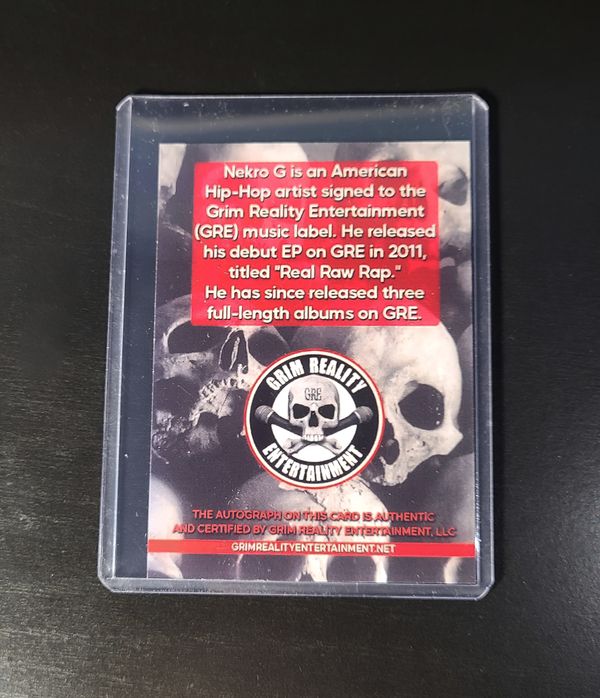 Nekro G is an American
Hip-Hop artist signed to the
Grim Reality Entertainment
(GRE) music label. He released
his debut EP on GRE in 2011,
titled "Real Raw Rap."
He has since released three
full-length albums on GRE.
GRIM REALITY
GRE
ENTERTAINMENT
THE AUTOGRAPH ON THIS CARD IS AUTHENTIC
AND CERTIFIED BY GRIM REALITY ENTERTAINMENT, LLC
GRIMREALITYENTERTAINMENT.NET